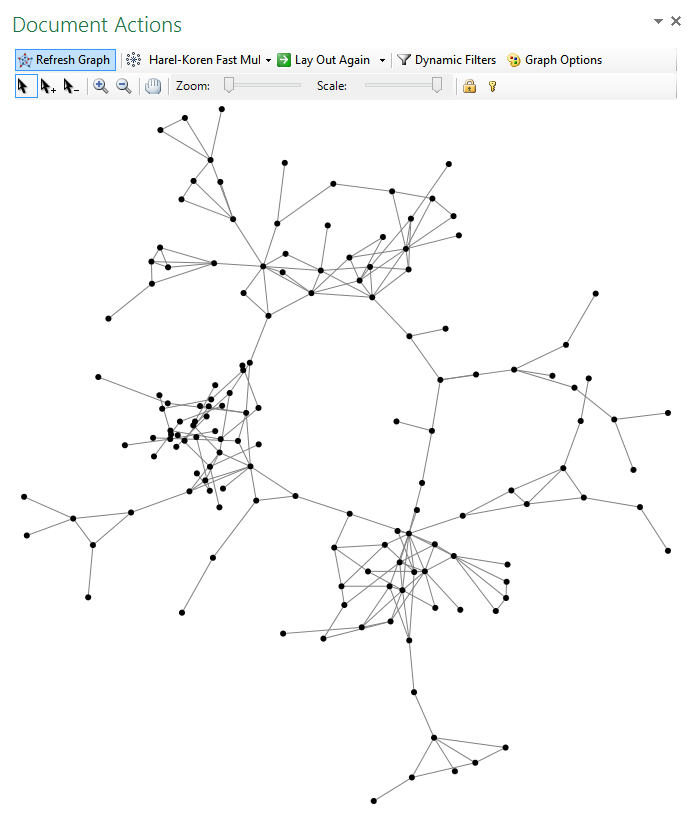 Document Actions
Refresh Graph Harel-Koren Fast Mul Lay Out Again Dynamic Filters Graph Options
Zoom: Scale: